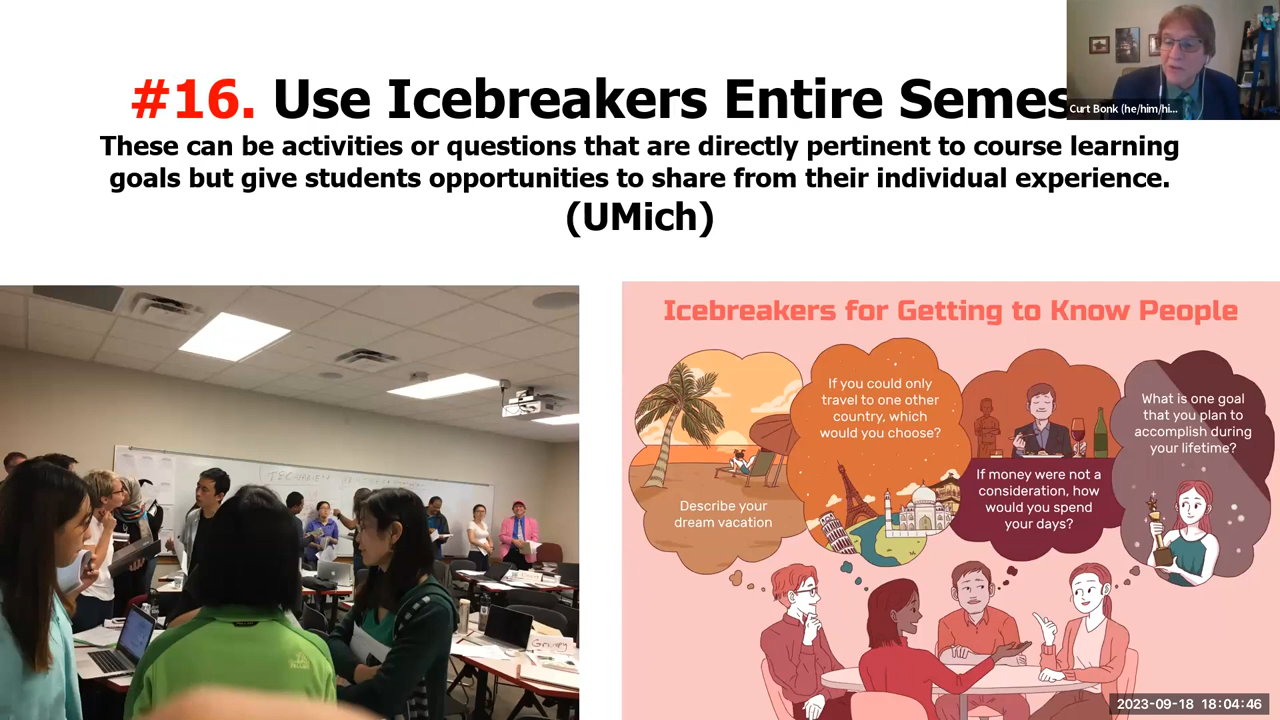 #16. Use Icebreakers Entire Semes
These can be activities or questions that are directly pertinent to course learning
goals but give students opportunities to share from their individual experience.
(UMich)
Curt Bonk (he/him/hi...
Icebreakers for Getting to Know People
Describe your
dream vacation
If you could only
travel to one other
country, which
would you choose?
If money were not a
consideration, how
would you spend
your days?
What is one goal
that you plan to
accomplish during
your lifetime?
2023-09-18 18:04:46